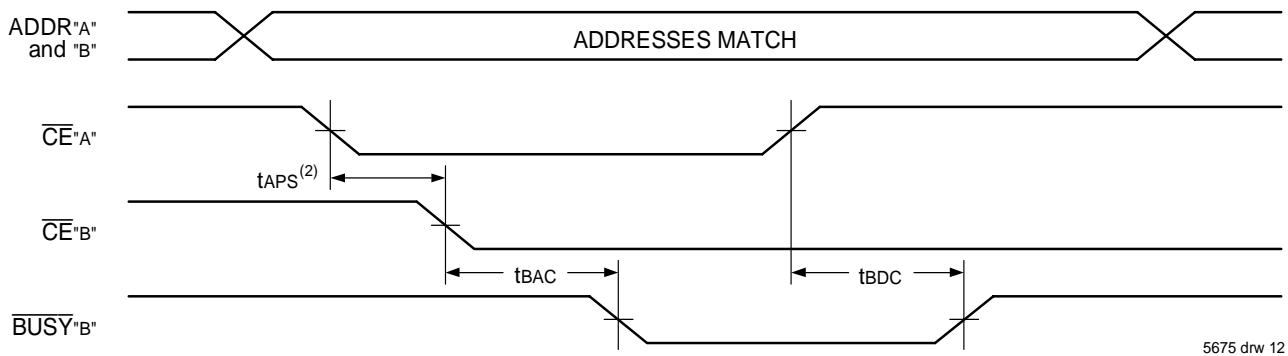 ADDR"A"
and "B"
ADDRESSES MATCH
CE"A"
tAPS(2)
CE"B"
tBAC
tBDC
BUSY"B"
5675 drw 12